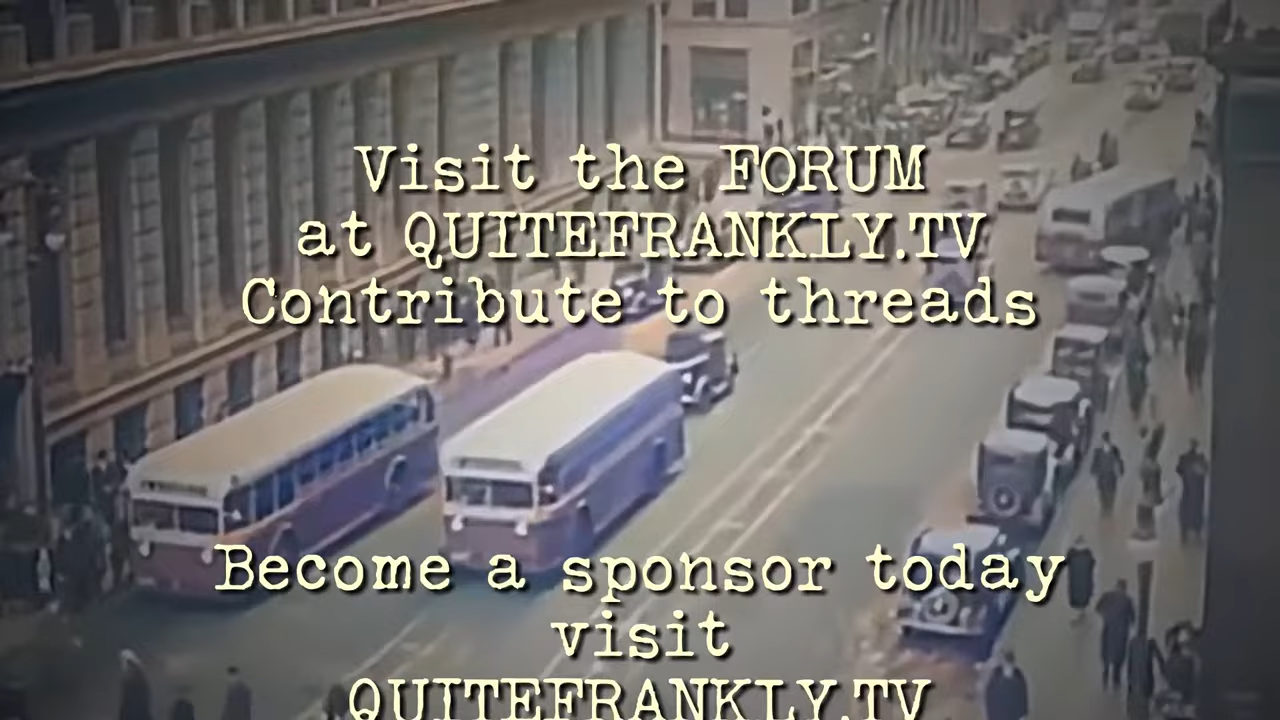 Visit the FORUM
at QUITEFRANKLY.TV
Contribute to threads
Become a sponsor today
visit
QUITEFRANKLY.TV